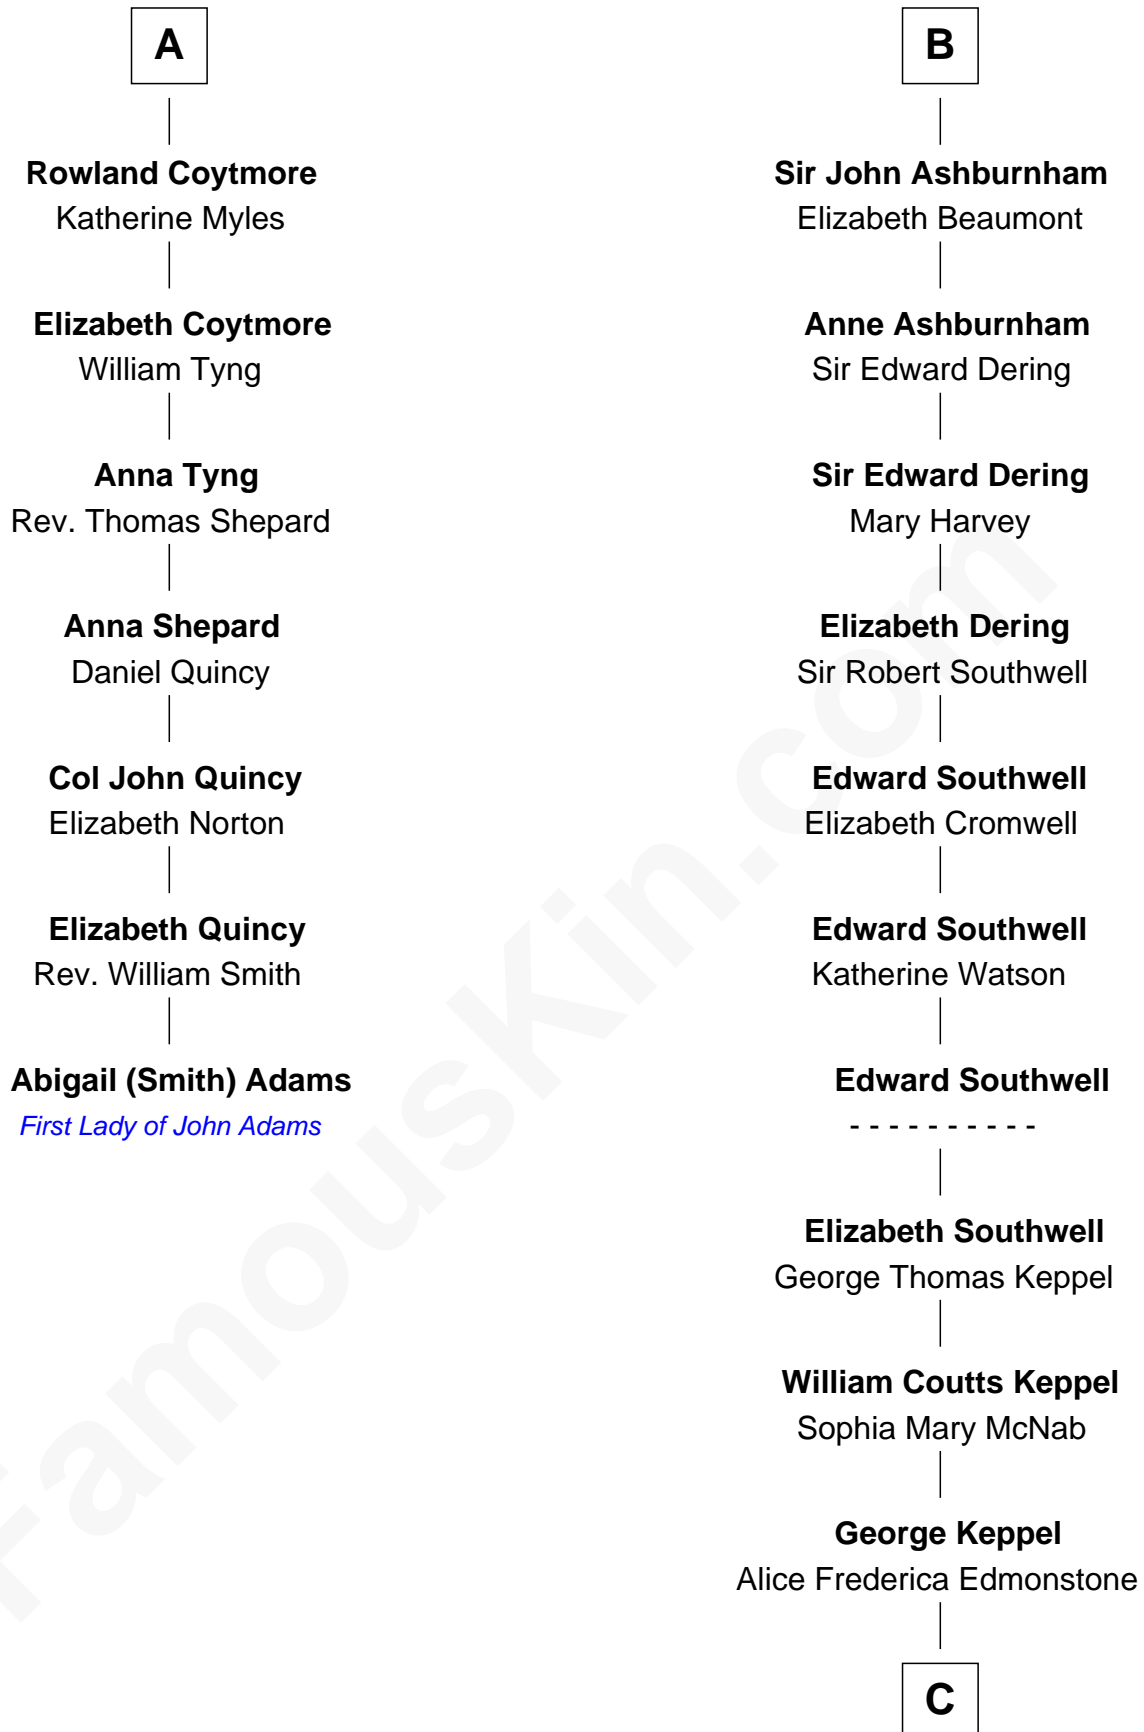 A
Rowland Coytmore
Katherine Myles
Elizabeth Coytmore
William Tyng
Anna Tyng
Rev. Thomas Shepard
Anna Shepard
Daniel Quincy
Col John Quincy
Elizabeth Norton
Elizabeth Quincy
Rev. William Smith
Abigail (Smith) Adams
First Lady of John Adams
B
Sir John Ashburnham
Elizabeth Beaumont
Anne Ashburnham
Sir Edward Dering
Sir Edward Dering
Mary Harvey
Elizabeth Dering
Sir Robert Southwell
Edward Southwell
Elizabeth Cromwell
Edward Southwell
Katherine Watson
Edward Southwell
- - - - - - - - - -
Elizabeth Southwell
George Thomas Keppel
William Coutts Keppel
Sophia Mary McNab
George Keppel
Alice Frederica Edmonstone
C
FamousKin.com